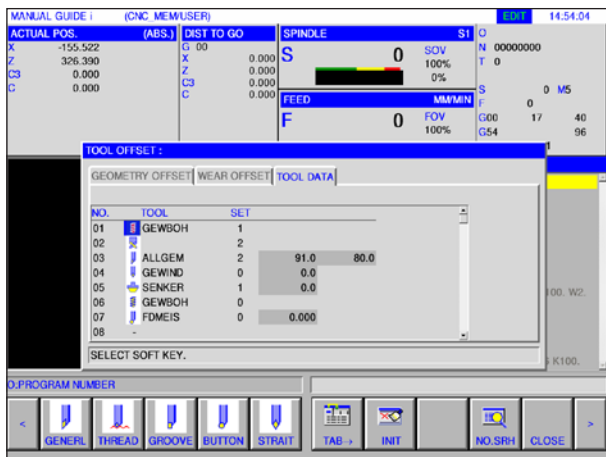 MANUAL GUIDE i (CNC_MEM/USER) EDIT 14:54:04
ACTUAL POS. (ABS.) DIST TO GO SPINDLE S1 O
X -155.522 G 00 S 0 SOV N 00000000
Z 326.390 X 0.000 100% T 0
C3 0.000 Z 0.000 0%
C 0.000 C3 0.000 S 0 M5
C 0.000 FEED MM/MIN F 0
F 0 FOV G00 17 40
100% G54 96
1
TOOL OFFSET :
GEOMETRY OFFSET WEAR OFFSET TOOL DATA
NO. TOOL SET
01 GEWBOH 1
02 2
03 ALLGEM 2 91.0 80.0
04 GEWIND 0 0.0
05 SENKER 1 0.0
06 GEWBOH 0
07 FDMEIS 0 0.000
08 -
SELECT SOFT KEY.
100. W2.
K100.
O:PROGRAM NUMBER
< GENERL THREAD GROOVE BUTTON STRAIT TAB→ INIT NO.SRH CLOSE >